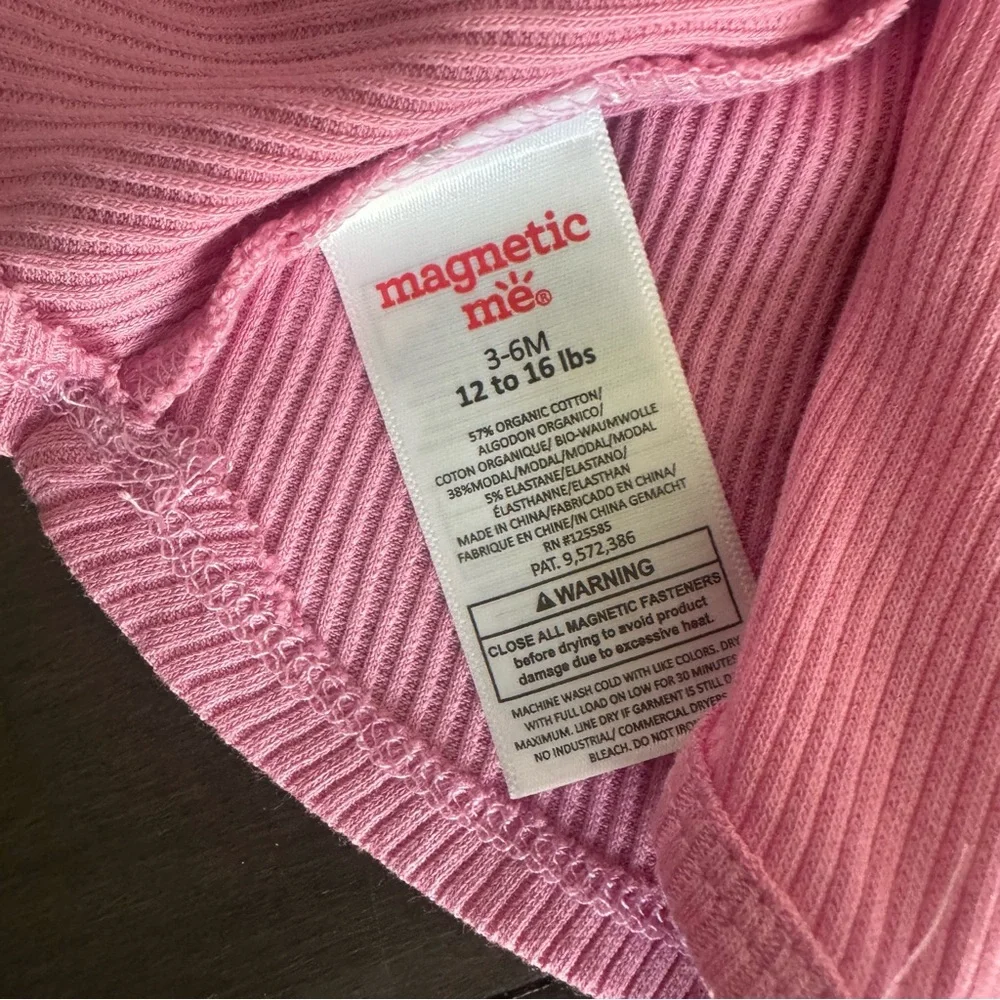 magnetic
me®
3-6M
12 to 16 lbs
57% ORGANIC COTTON/
ALGODON ORGANICO/
COTON ORGANIQUE/ BIO-WAUMWOLLE
38%MODAL/MODAL/MODAL/MODAL
5% ELASTANE/ELASTANO/
ÉLASTHANNE/ELASTHAN
MADE IN CHINA/FABRICADO EN CHINA/
FABRIQUE EN CHINE/IN CHINA GEMACHT
RN #125585
PAT. 9,572,386
WARNING
CLOSE ALL MAGNETIC FASTENERS
before drying to avoid product
damage due to excessive heat.
MACHINE WASH COLD WITH LIKE COLORS. DRY
WITH FULL LOAD ON LOW FOR 30 MINUTES
MAXIMUM. LINE DRY IF GARMENT IS STILL
NO INDUSTRIAL/ COMMERCIAL DRYERS
BLEACH. DO NOT IRON